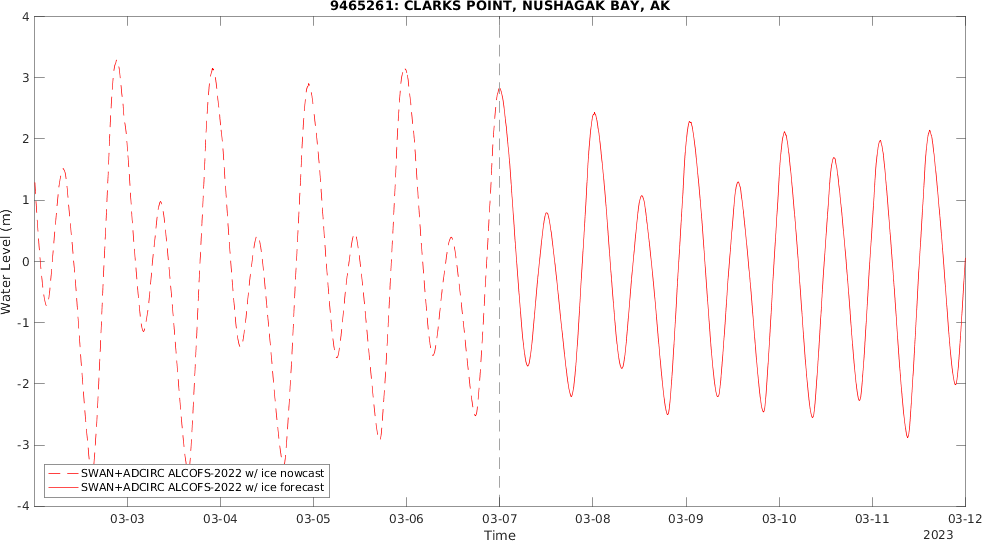 9465261: CLARKS POINT, NUSHAGAK BAY, AK
4
3
2
1
0
-1
-2
-3
-4
Water Level (m)
SWAN+ADCIRC ALCOFS-2022 w/ ice nowcast
SWAN+ADCIRC ALCOFS-2022 w/ ice forecast
03-03 03-04 03-05 03-06 03-07 03-08 03-09 03-10 03-11 03-12
Time
2023